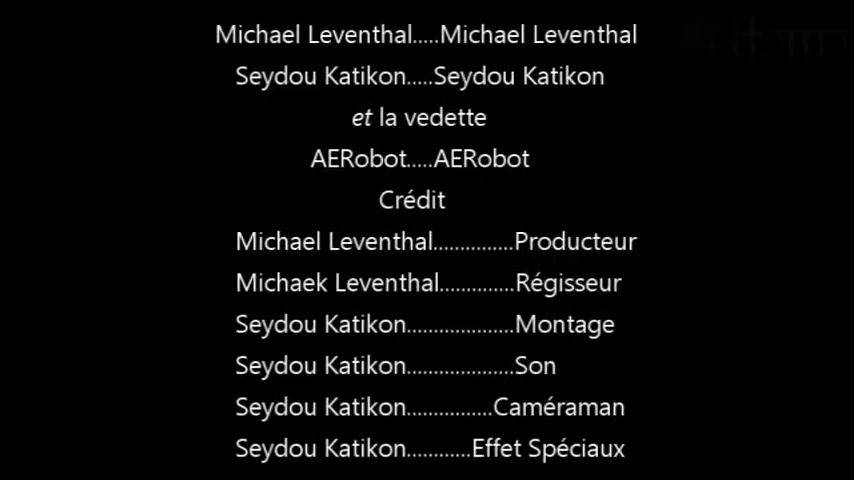 Michael Leventhal.....Michael Leventhal
Seydou Katikon.....Seydou Katikon
et la vedette
AERobot.....AERobot
Crédit
Michael Leventhal...............Producteur
Michaek Leventhal..............Régisseur
Seydou Katikon....................Montage
Seydou Katikon....................Son
Seydou Katikon................Caméraman
Seydou Katikon............Effet Spéciaux